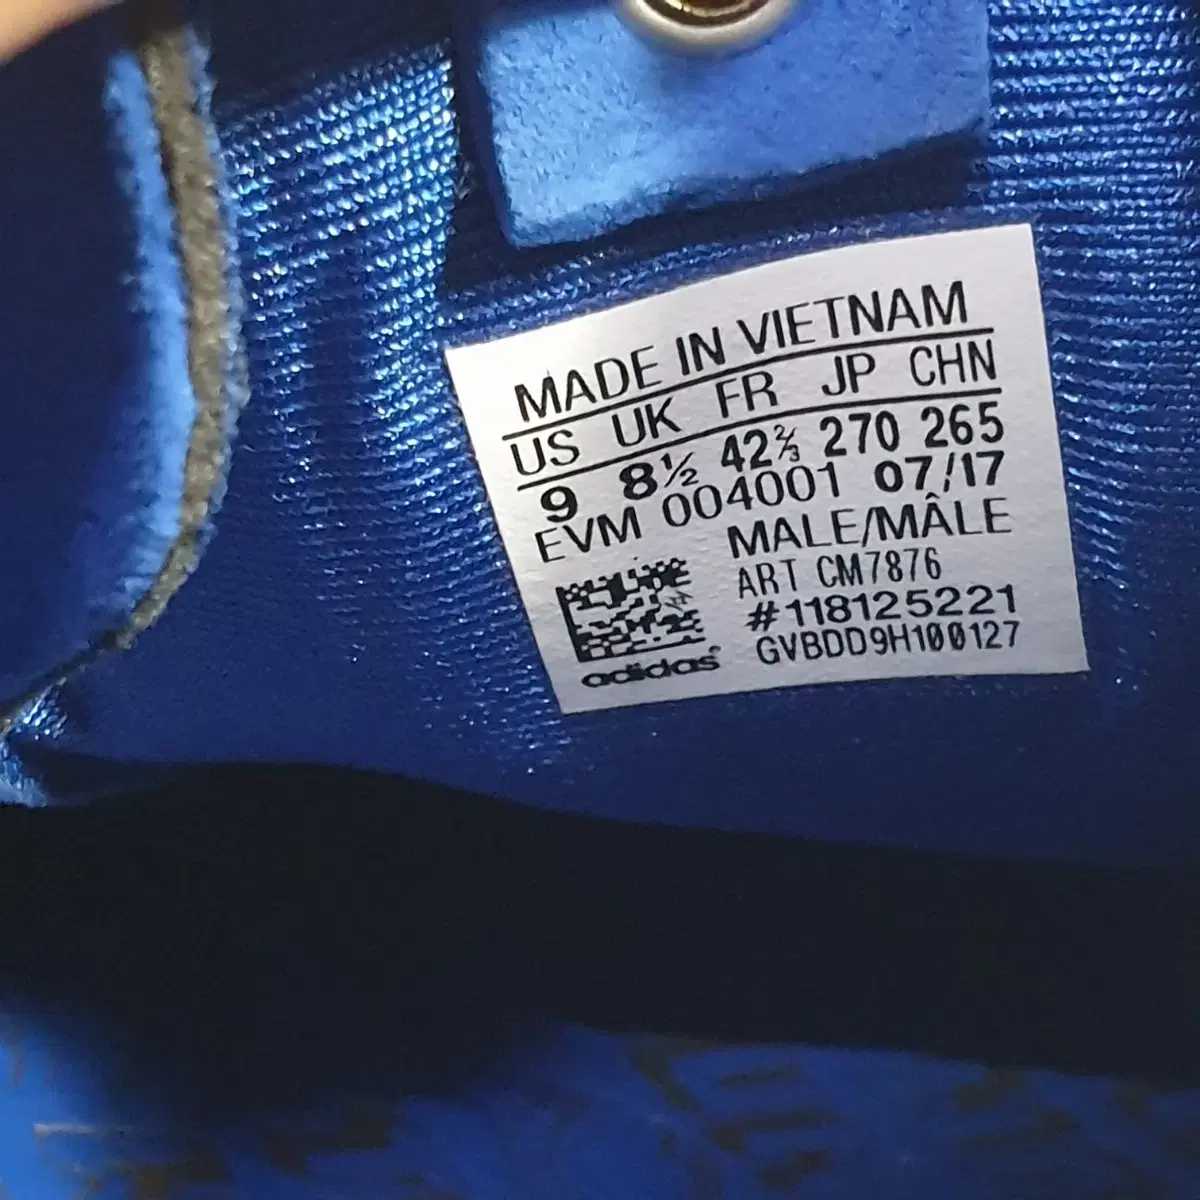 MADE IN VIETNAM
US UK FR JP CHN
9 8½ 42⅔ 270 265
EVM 004001 07/17
MALE/MÂLE
ART CM7876
#118125221
GVBDD9H100127
adidas